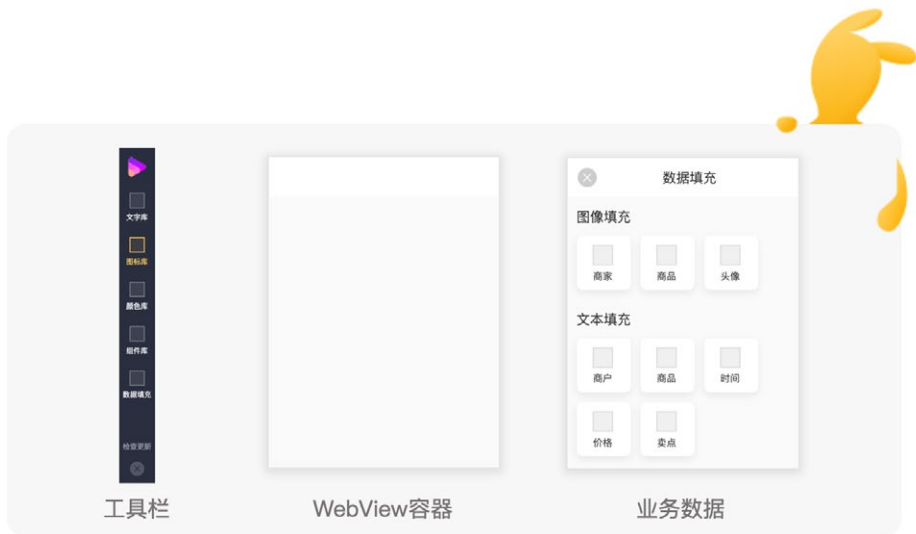 文字库
图标库
颜色库
组件库
数据填充
检查更新
工具栏
WebView容器
数据填充
图像填充
商家
商品
头像
文本填充
商户
商品
时间
价格
卖点
业务数据